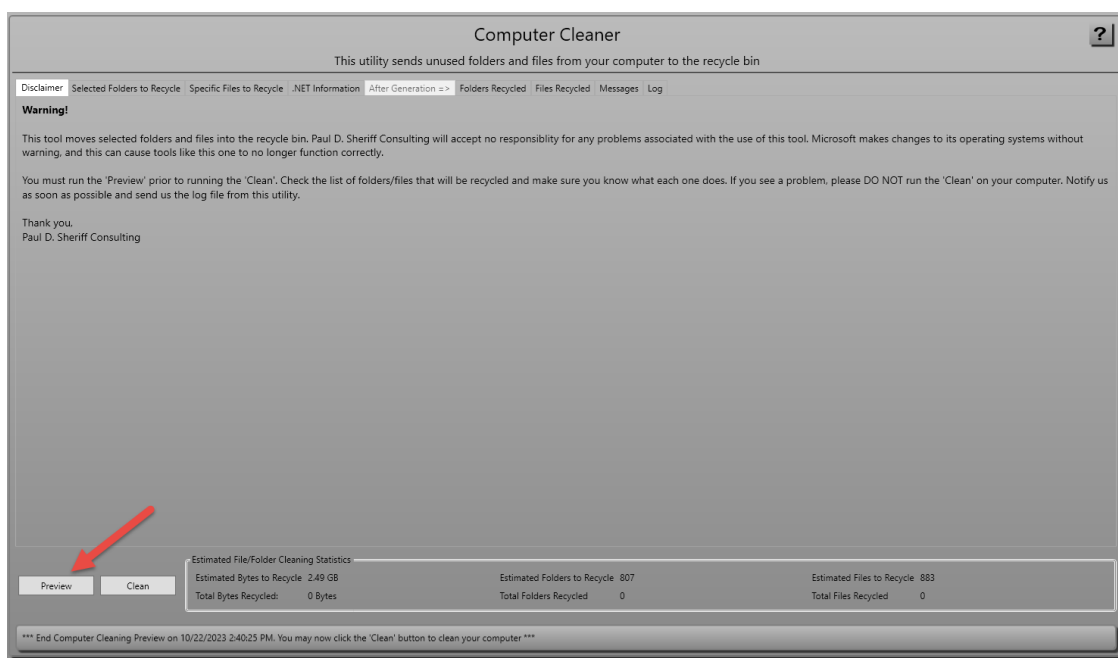 Computer Cleaner
?
This utility sends unused folders and files from your computer to the recycle bin
Disclaimer Selected Folders to Recycle Specific Files to Recycle .NET Information After Generation => Folders Recycled Files Recycled Messages Log
Warning!
This tool moves selected folders and files into the recycle bin. Paul D. Sheriff Consulting will accept no responsiblity for any problems associated with the use of this tool. Microsoft makes changes to its operating systems without
warning, and this can cause tools like this one to no longer function correctly.
You must run the 'Preview' prior to running the 'Clean'. Check the list of folders/files that will be recycled and make sure you know what each one does. If you see a problem, please DO NOT run the 'Clean' on your computer. Notify us
as soon as possible and send us the log file from this utility.
Thank you,
Paul D. Sheriff Consulting
Preview Clean
Estimated File/Folder Cleaning Statistics
Estimated Bytes to Recycle 2.49 GB Estimated Folders to Recycle 807 Estimated Files to Recycle 883
Total Bytes Recycled: 0 Bytes Total Folders Recycled 0 Total Files Recycled 0
*** End Computer Cleaning Preview on 10/22/2023 2:40:25 PM. You may now click the 'Clean' button to clean your computer ***